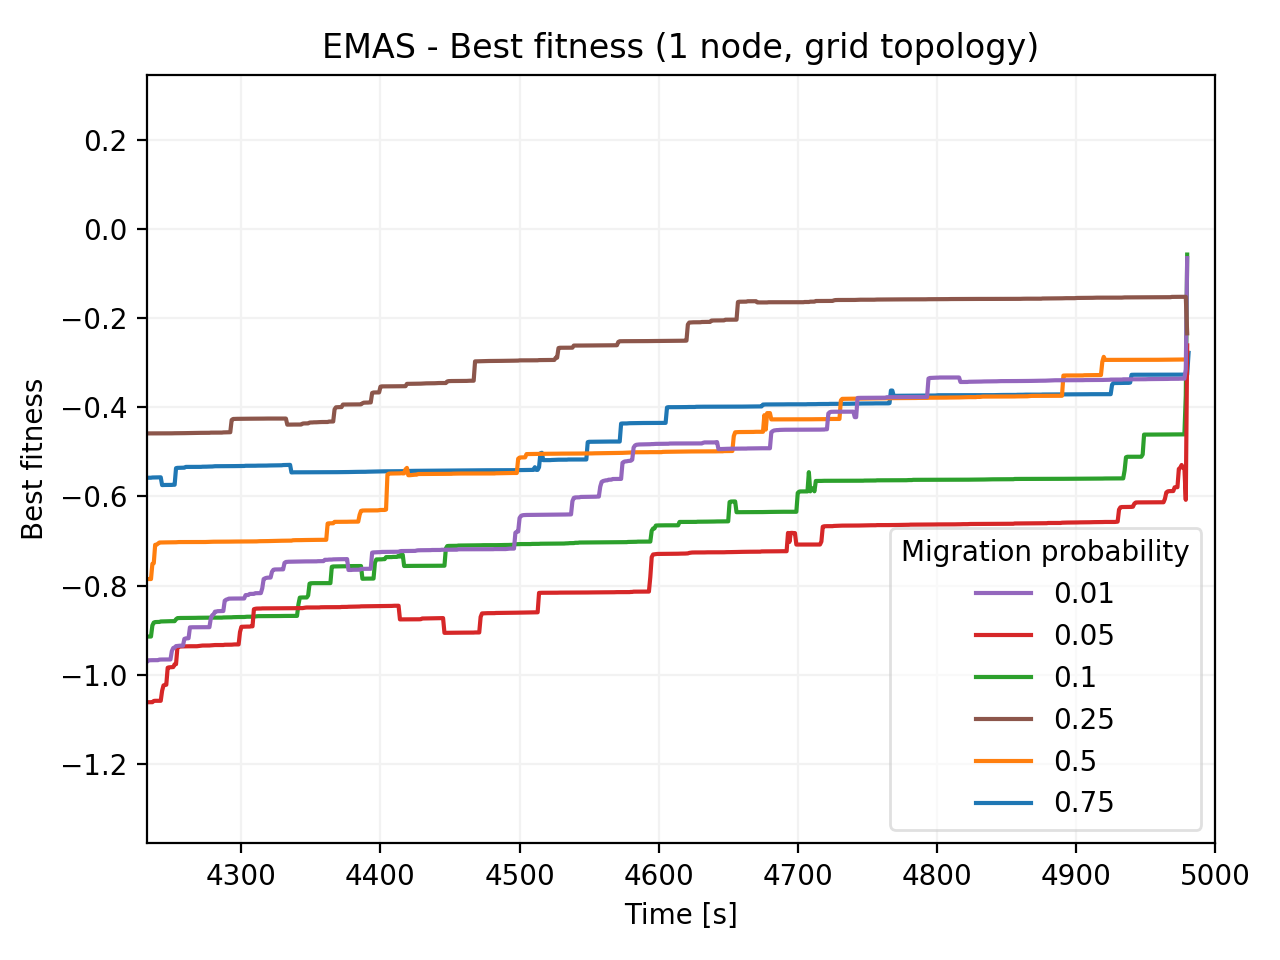 EMAS - Best fitness (1 node, grid topology)
Best fitness
0.2
0.0
−0.2
−0.4
−0.6
−0.8
−1.0
−1.2
Migration probability
0.01
0.05
0.1
0.25
0.5
0.75
4300 4400 4500 4600 4700 4800 4900 5000
Time [s]